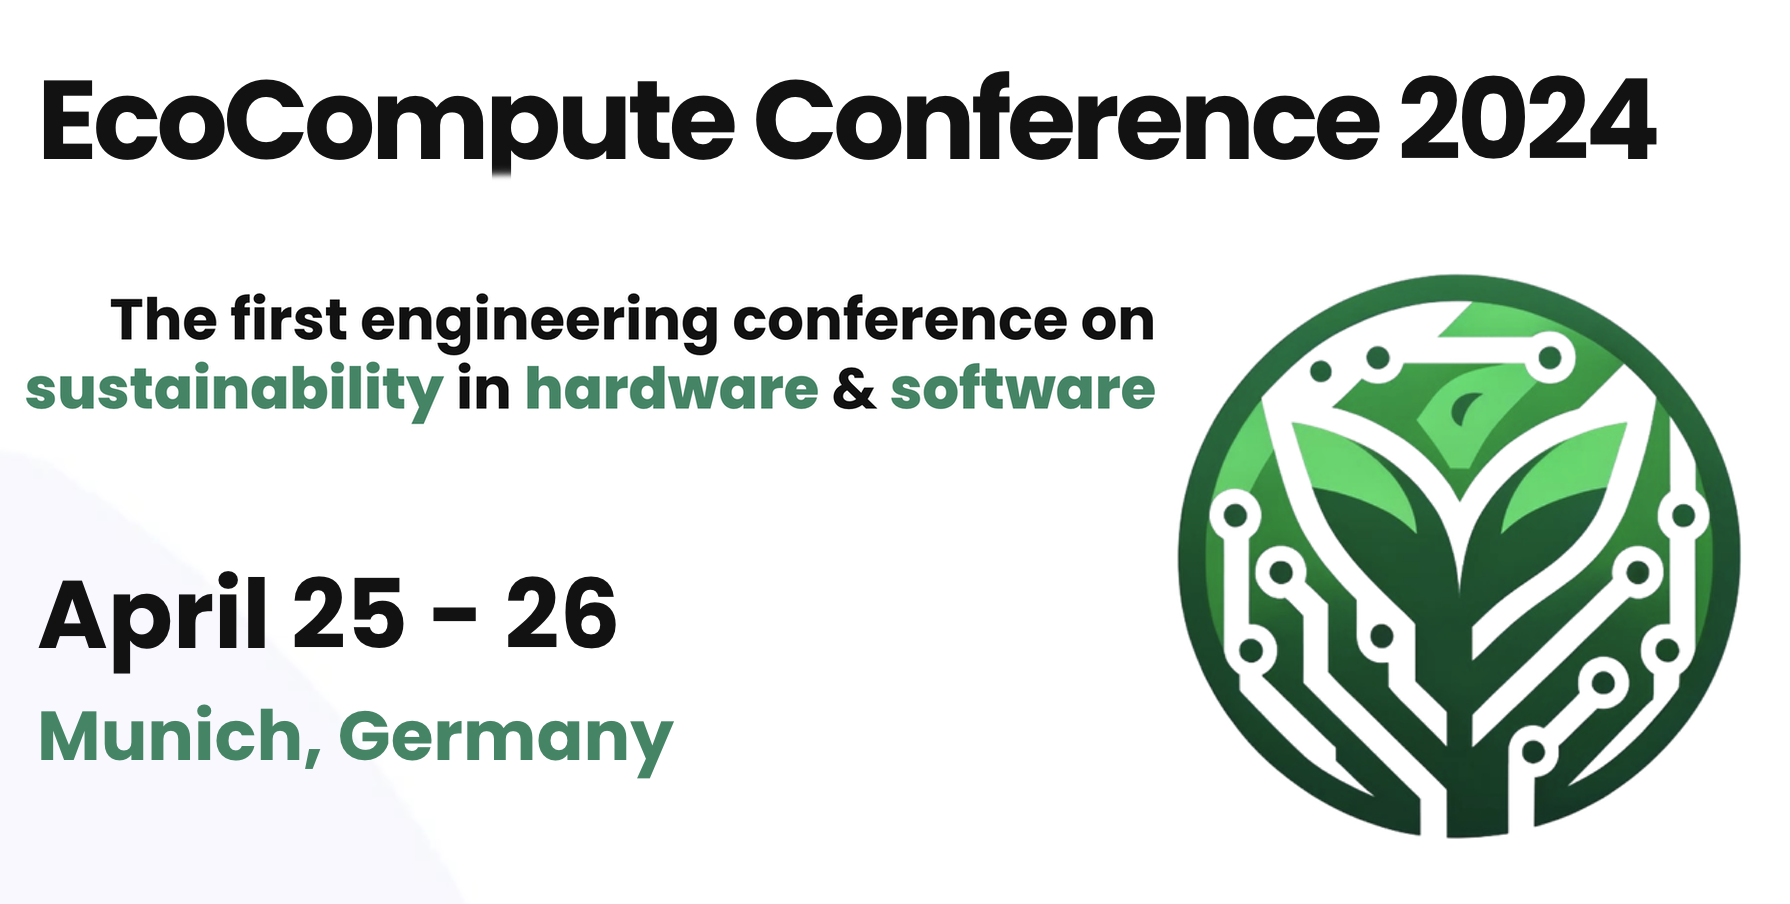 EcoCompute Conference 2024
The first engineering conference on
sustainability in hardware & software
April 25 – 26
Munich, Germany